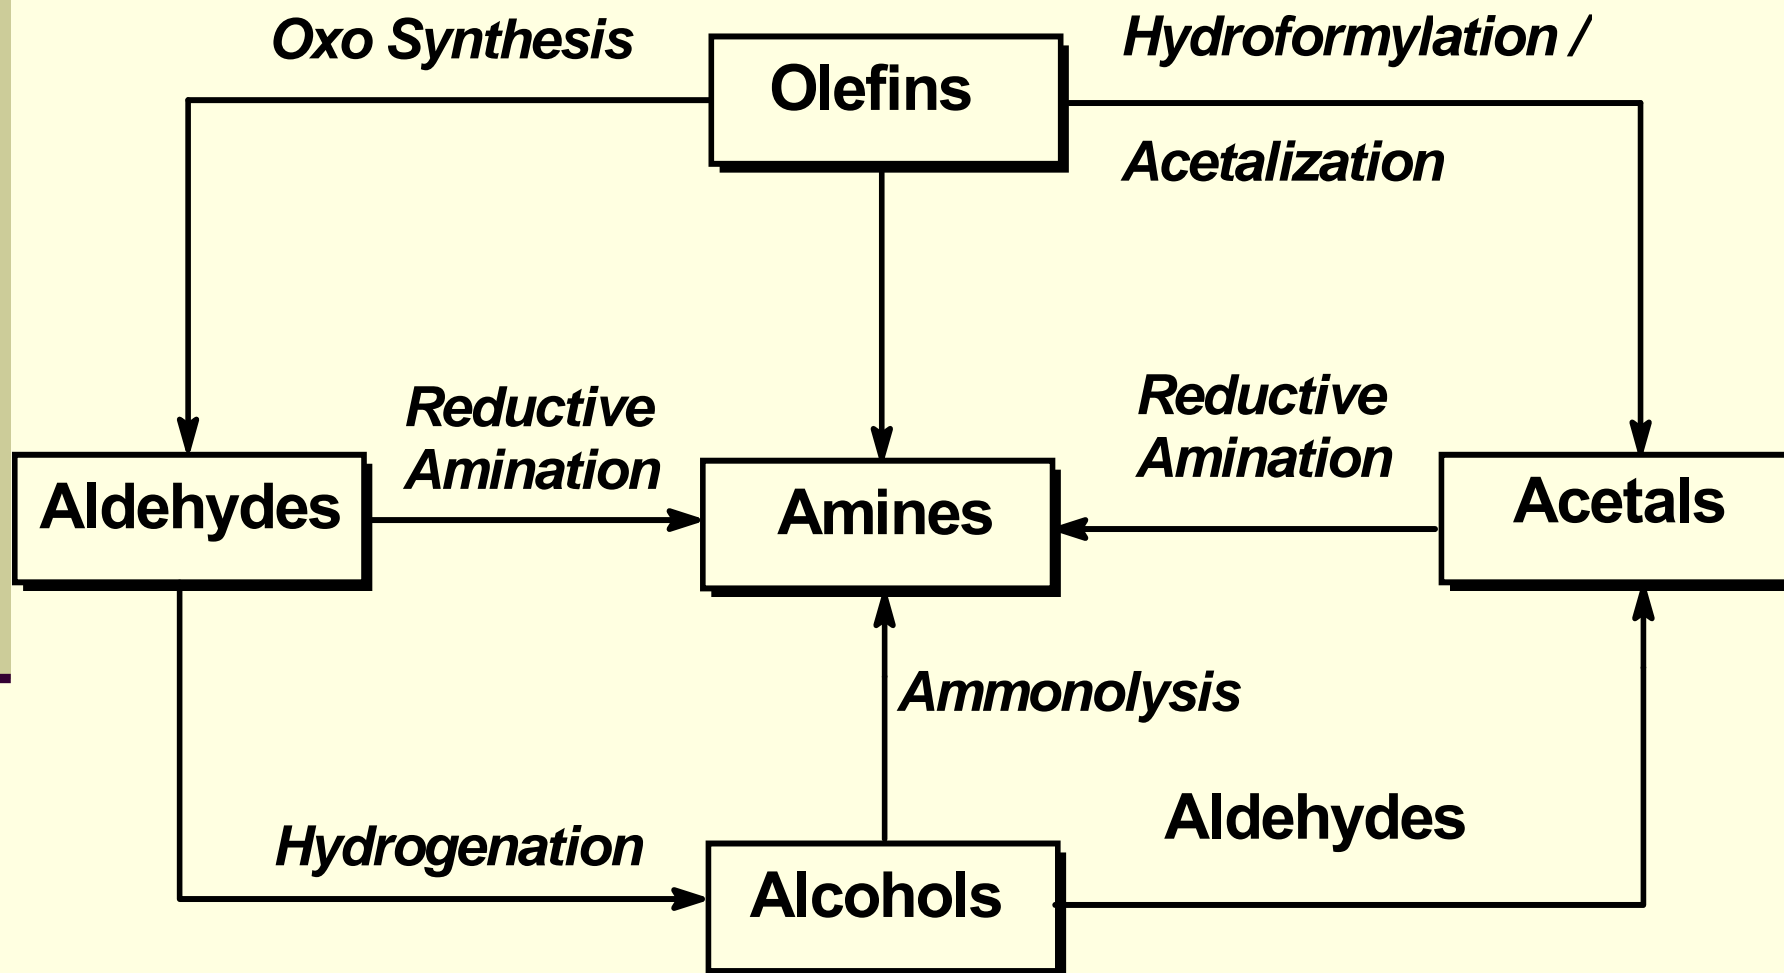 Oxo Synthesis
Olefins
Hydroformylation /
Acetalization
Reductive
Amination
Reductive
Amination
Aldehydes
Amines
Acetals
Ammonolysis
Aldehydes
Hydrogenation
Alcohols